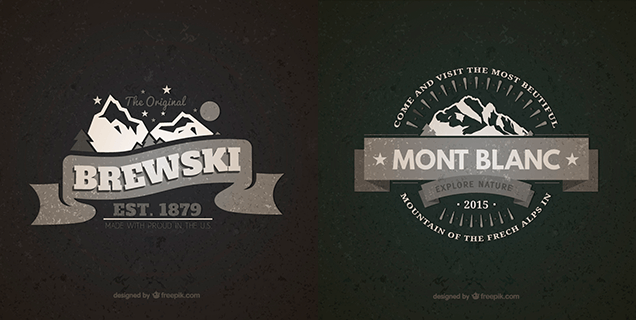 The Original
BREWSKI
EST. 1879
MADE WITH PROUD IN THE U.S.
designed by freepik.com
COME AND VISIT THE MOST BEUTIFUL
MONT BLANC
EXPLORE NATURE
· 2015 ·
MOUNTAIN OF THE FRECH ALPS IN
designed by freepik.com